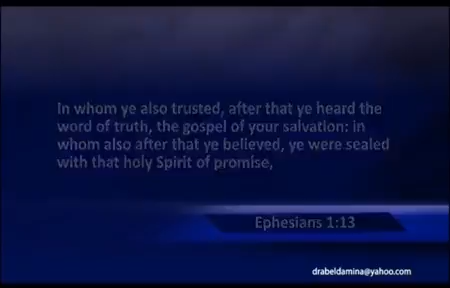 In whom ye also trusted, after that ye heard the
word of truth, the gospel of your salvation: in
whom also after that ye believed, ye were sealed
with that holy Spirit of promise,
Ephesians 1:13
drabeldamina@yahoo.com